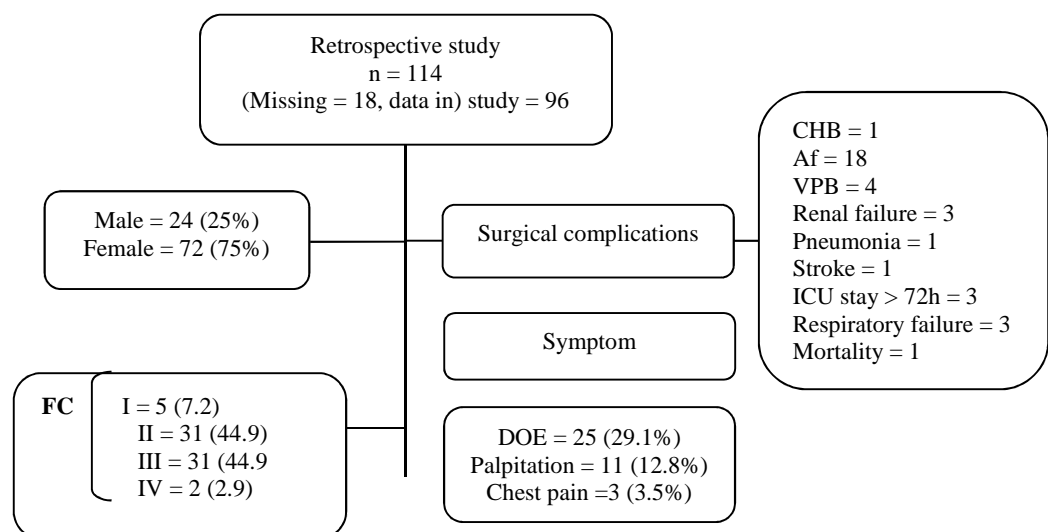 Retrospective study
n = 114
(Missing = 18, data in) study = 96
Male = 24 (25%)
Female = 72 (75%)
Surgical complications
CHB = 1
Af = 18
VPB = 4
Renal failure = 3
Pneumonia = 1
Stroke = 1
ICU stay > 72h = 3
Respiratory failure = 3
Mortality = 1
Symptom
FC I = 5 (7.2)
II = 31 (44.9)
III = 31 (44.9
IV = 2 (2.9)
DOE = 25 (29.1%)
Palpitation = 11 (12.8%)
Chest pain =3 (3.5%)